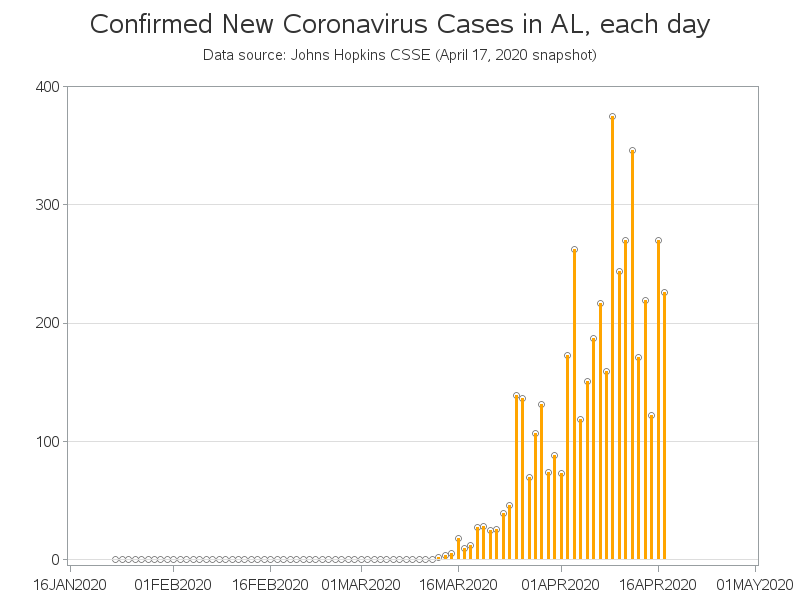 Confirmed New Coronavirus Cases in AL, each day
Data source: Johns Hopkins CSSE (April 17, 2020 snapshot)
400
300
200
100
0
16JAN2020 01FEB2020 16FEB2020 01MAR2020 16MAR2020 01APR2020 16APR2020 01MAY2020